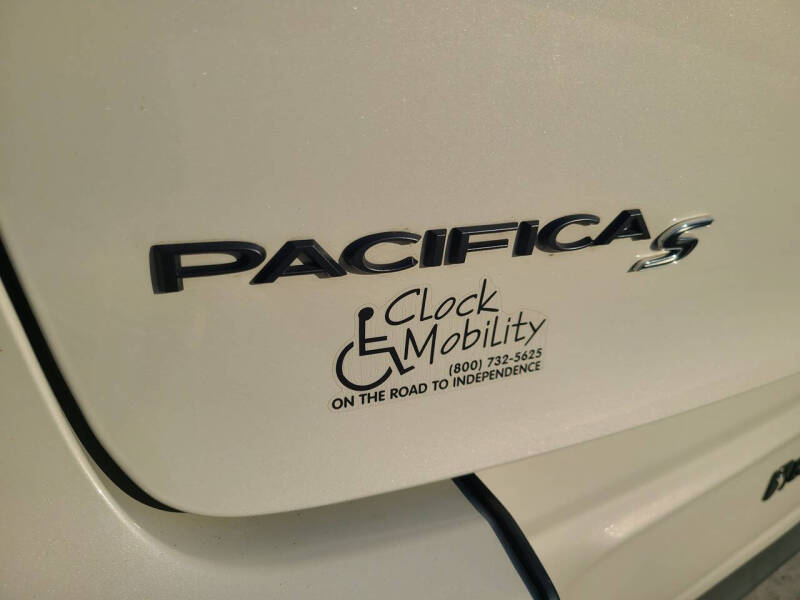 PACIFICA S
Clock
Mobility
(800) 732-5625
ON THE ROAD TO INDEPENDENCE